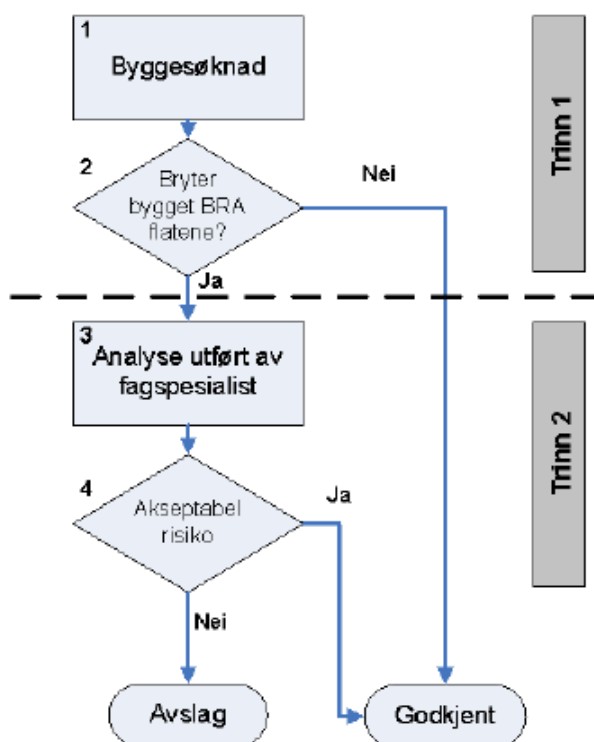 1
Byggesøknad
Trinn 1
2
Bryter
bygget BRA
flatene?
Nei
Ja
3
Analyse utført av
fagspesialist
Trinn 2
4
Akseptabel
risiko
Ja
Nei
Avslag
Godkjent